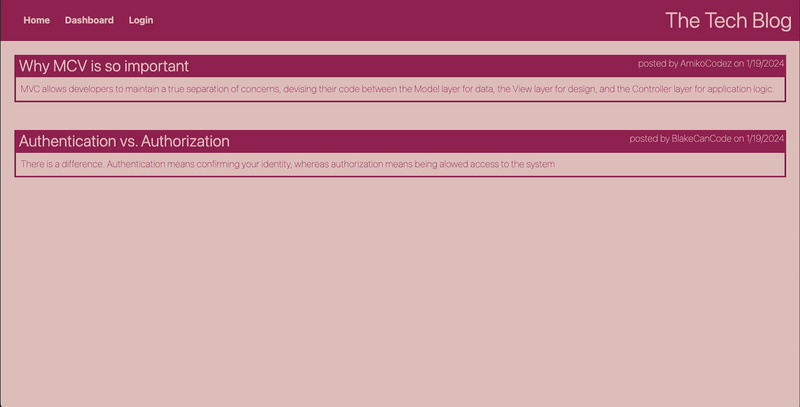 Home Dashboard Login The Tech Blog
Why MCV is so important posted by AmikoCodez on 1/19/2024
MVC allows developers to maintain a true separation of concerns, devising their code between the Model layer for data, the View layer for design, and the Controller layer for application logic.
Authentication vs. Authorization posted by BlakeCanCode on 1/19/2024
There is a difference. Authentication means confirming your identity, whereas authorization means being alowed access to the system